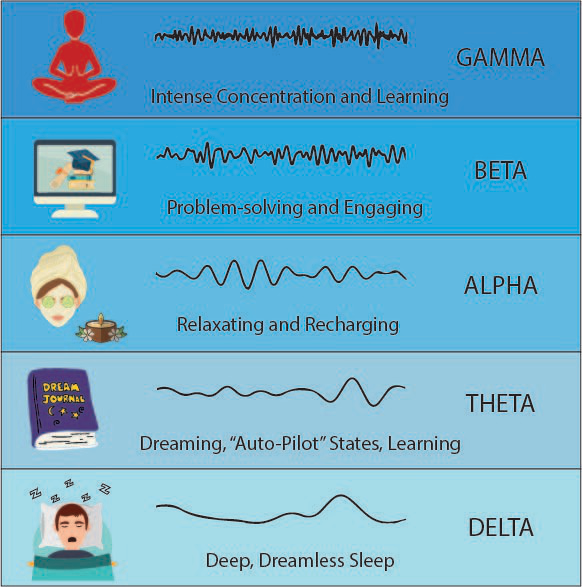 GAMMA
Intense Concentration and Learning
BETA
Problem-solving and Engaging
ALPHA
Relaxating and Recharging
DREAM
JOURNAL
THETA
Dreaming, “Auto-Pilot” States, Learning
z z z z z
DELTA
Deep, Dreamless Sleep